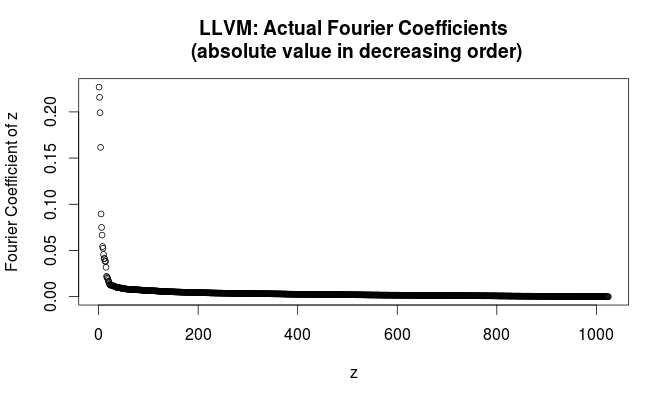 LLVM: Actual Fourier Coefficients
(absolute value in decreasing order)
Fourier Coefficient of z
0.20
0.15
0.10
0.05
0.00
0 200 400 600 800 1000
z